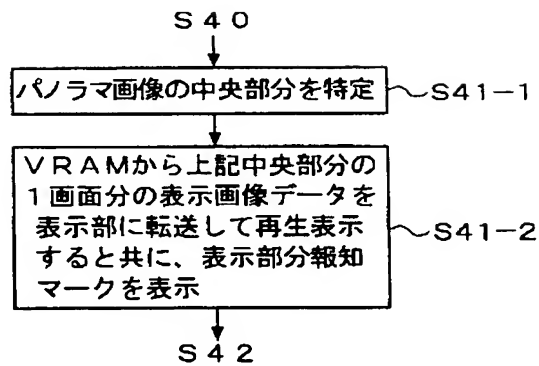 S40
パノラマ画像の中央部分を特定
S41-1
VRAMから上記中央部分の
1画面分の表示画像データを
表示部に転送して再生表示
すると共に、表示部分報知
マークを表示
S41-2
S42